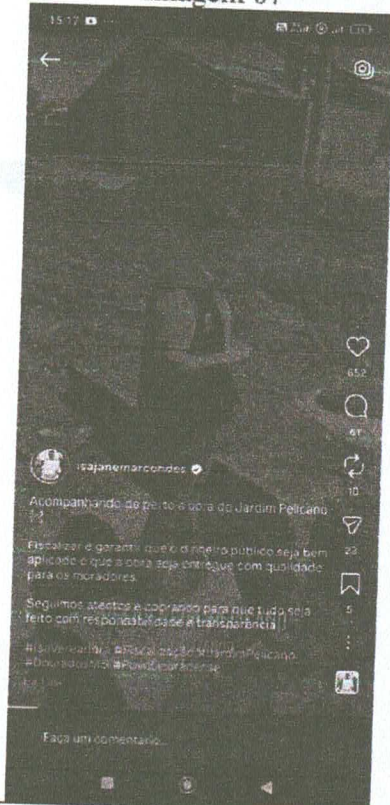 15:17
652
isajanemarcondes
61
Acompanhando de perto a obra do Jardim Pelicano
10
Fiscalizar é garantir que o dinheiro público seja bem
aplicado e que a obra seja entregue com qualidade
para os moradores.
23
Seguimos atentos e cobrando para que tudo seja
feito com responsabilidade e transparência
5
#JardimPelicano
Faça um comentário...